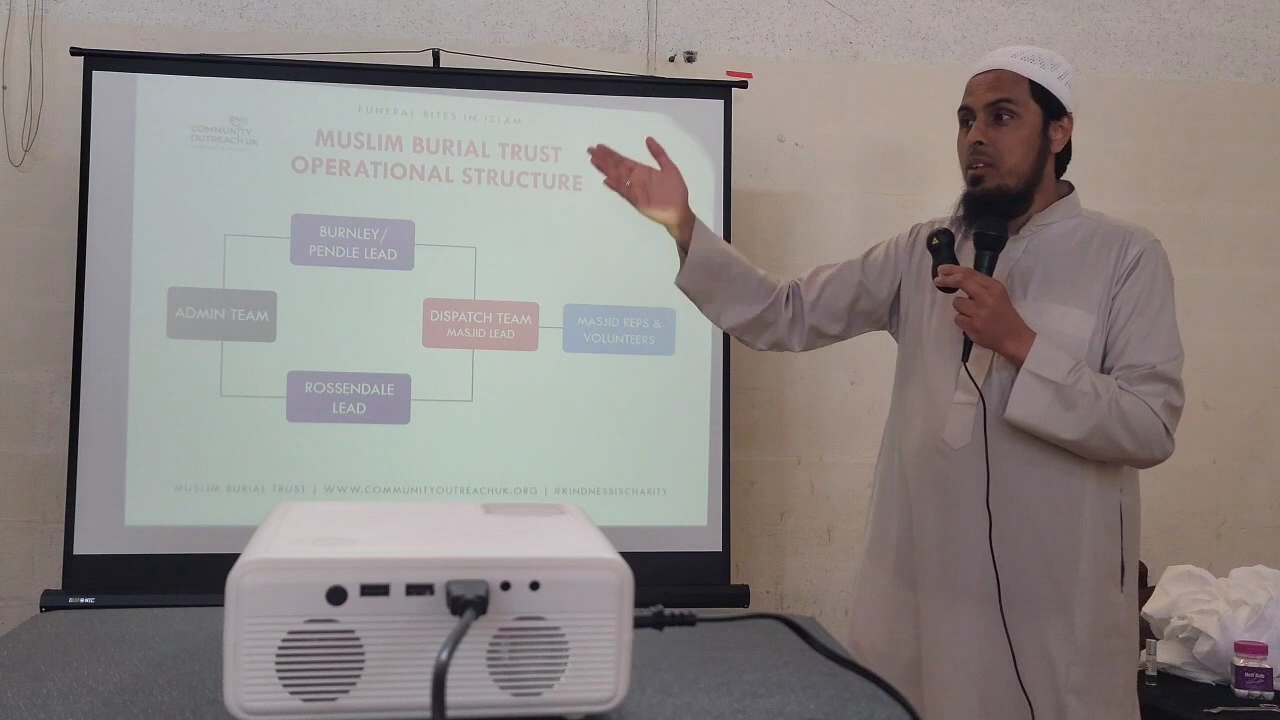 FUNERAL RITES IN ISLAM
COMMUNITY
OUTREACH UK
MUSLIM BURIAL TRUST
OPERATIONAL STRUCTURE
BURNLEY/
PENDLE LEAD
ADMIN TEAM
DISPATCH TEAM
MASJID LEAD
MASJID REPS &
VOLUNTEERS
ROSSENDALE
LEAD
MUSLIM BURIAL TRUST | WWW.COMMUNITYOUTREACHUK.ORG | #KINDNESSISCHARITY